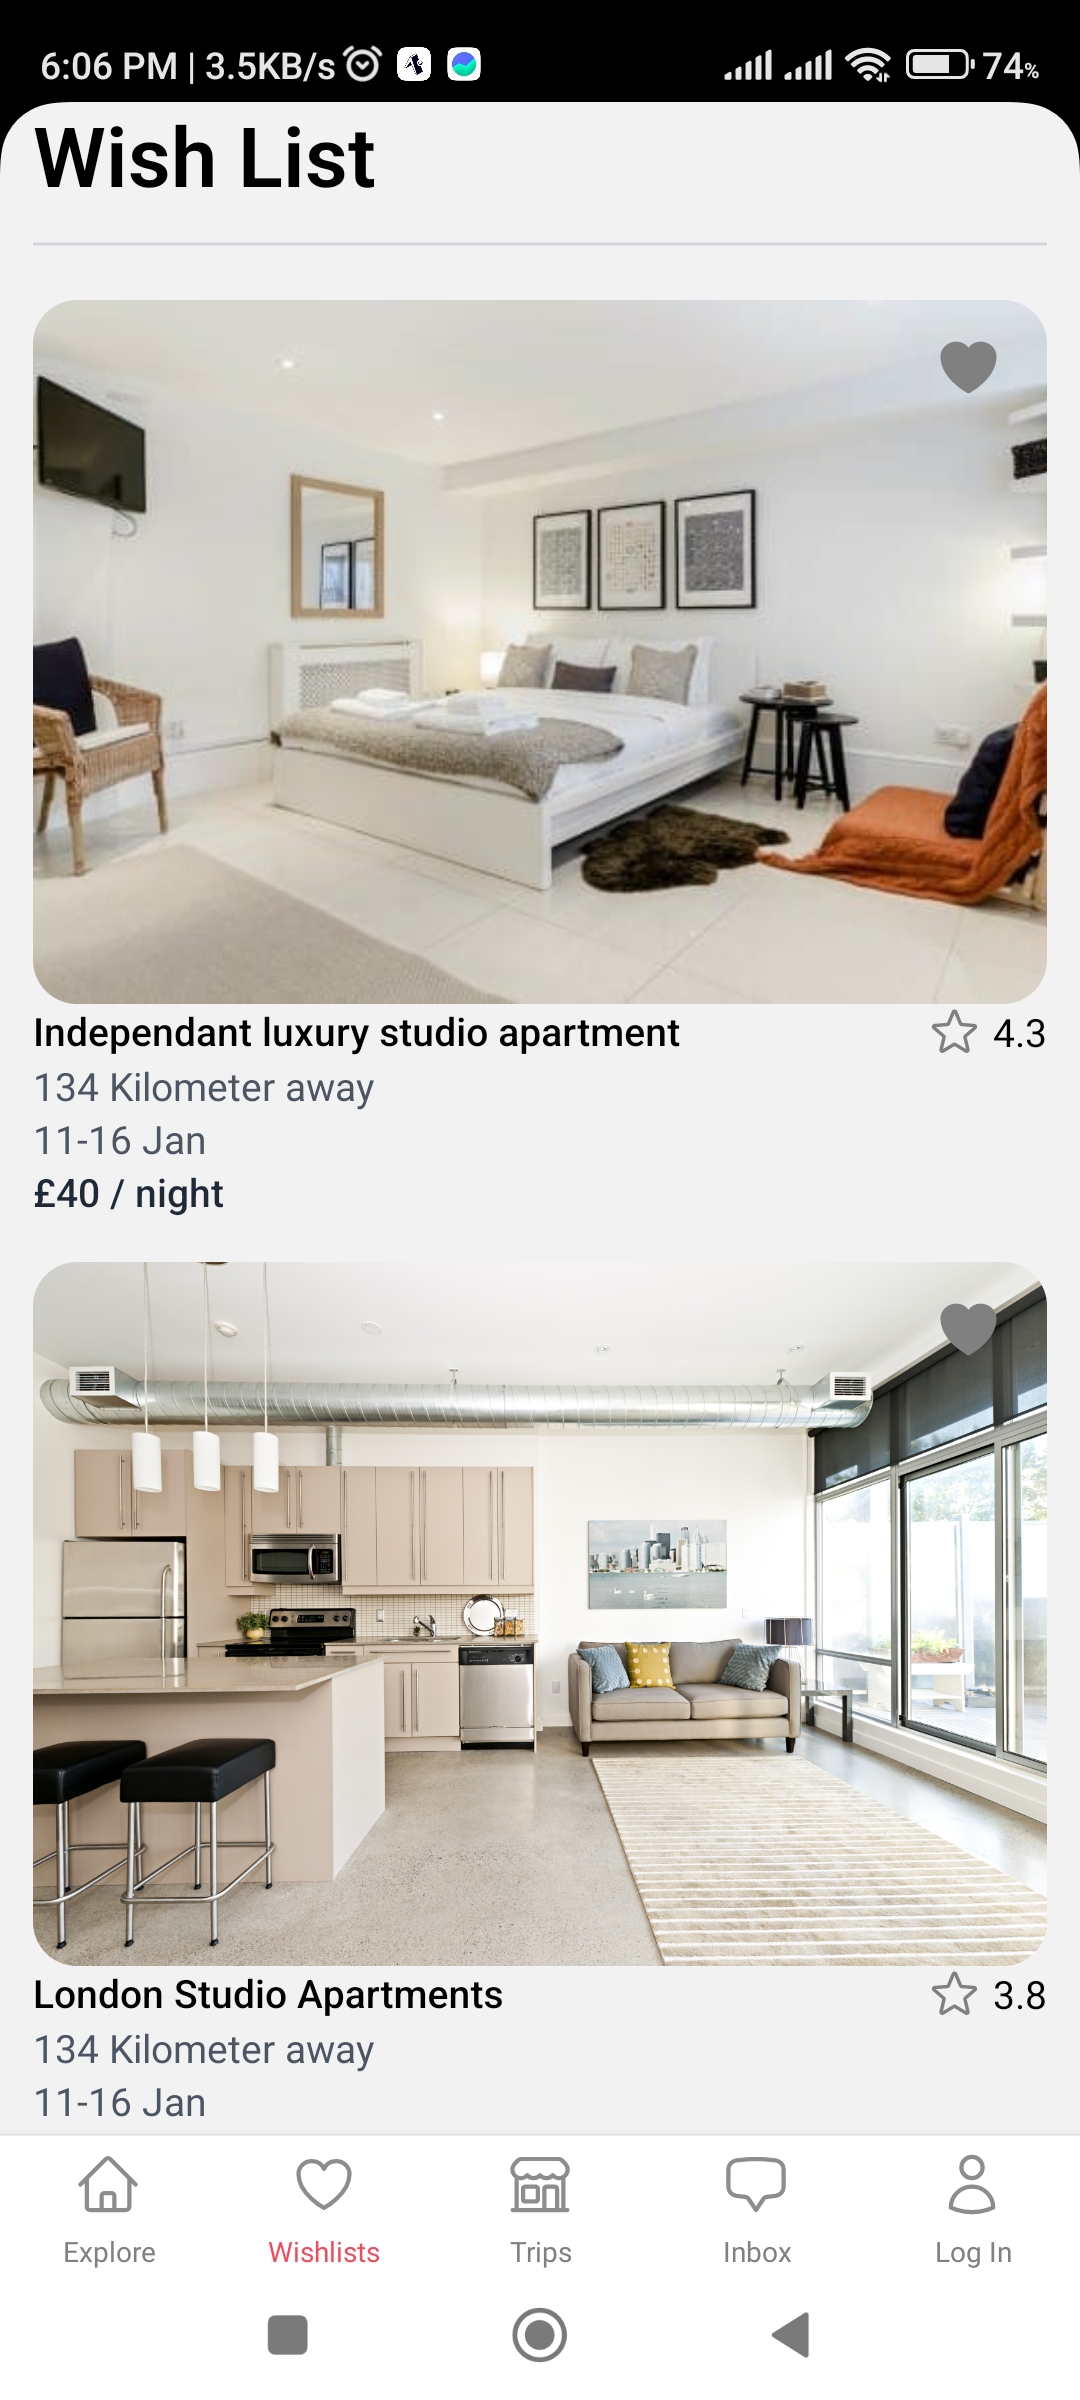 6:06 PM | 3.5KB/s 74%
Wish List
Independant luxury studio apartment 4.3
134 Kilometer away
11-16 Jan
£40 / night
London Studio Apartments 3.8
134 Kilometer away
11-16 Jan
Explore Wishlists Trips Inbox Log In